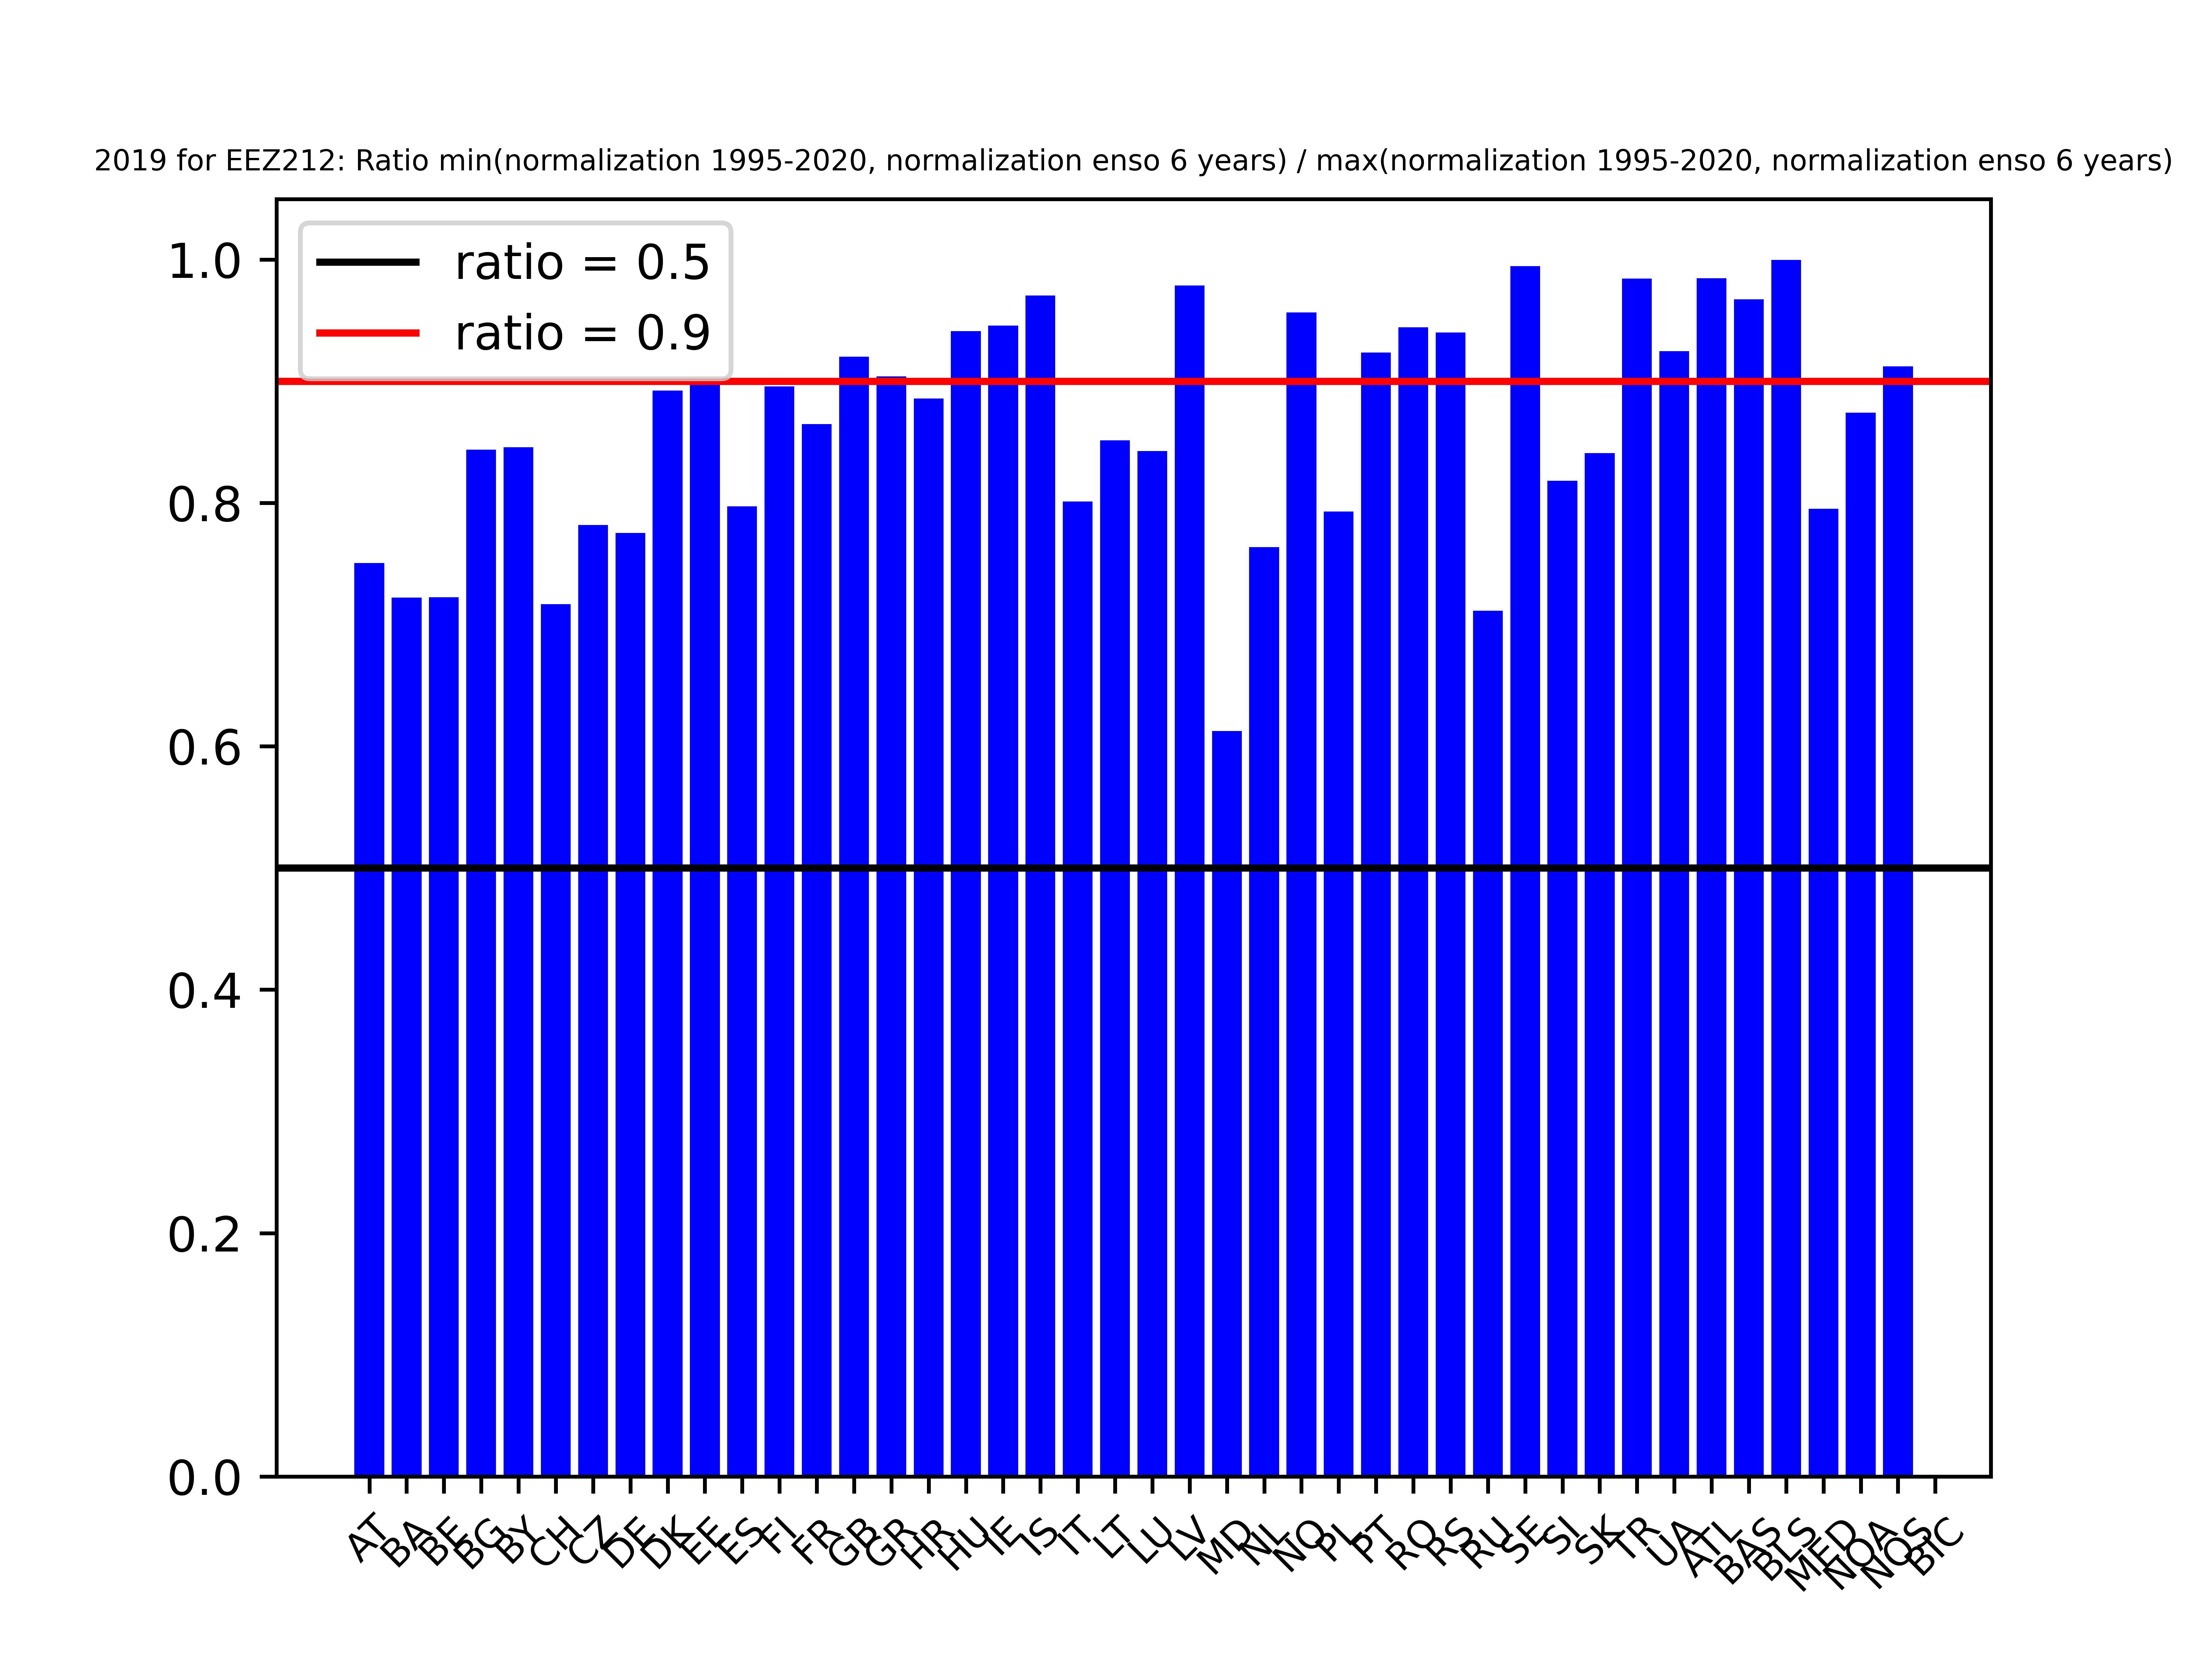 2019 for EEZ212: Ratio min(normalization 1995-2020, normalization enso 6 years) / max(normalization 1995-2020, normalization enso 6 years)
ratio = 0.5
ratio = 0.9
1.0
0.8
0.6
0.4
0.2
0.0
AT BA BE BG BY CH CZ DE DK EE ES FI FR GB GR HR HU IE IS IT LT LU LV MD NL NO PL PT RO RS RU SE SI SK TR UA ATL BAS BLS MED NOA NOS BIC